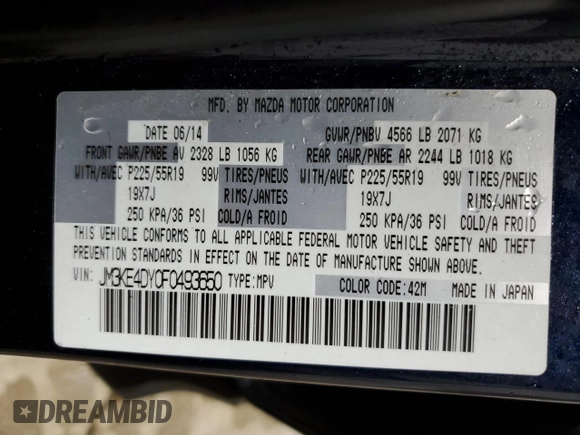 MFD. BY MAZDA MOTOR CORPORATION
DATE 06/14 GVWR/PNBV 4566 LB 2071 KG
FRONT GAWR/PNBE AV 2328 LB 1056 KG REAR GAWR/PNBE AR 2244 LB 1018 KG
WITH/AVEC P225/55R19 99V TIRES/PNEUS WITH/AVEC P225/55R19 99V TIRES/PNEUS
19X7J RIMS/JANTES 19X7J RIMS/JANTES
250 KPA/36 PSI COLD/A FROID 250 KPA/36 PSI COLD/A FROID
THIS VEHICLE CONFORMS TO ALL APPLICABLE FEDERAL MOTOR VEHICLE SAFETY AND THEFT
PREVENTION STANDARDS IN EFFECT ON THE DATE OF MANUFACTURE SHOWN ABOVE.
VIN: JM3KE4DY0F0493650 TYPE:MPV
COLOR CODE:42M MADE IN JAPAN
DREAMBID